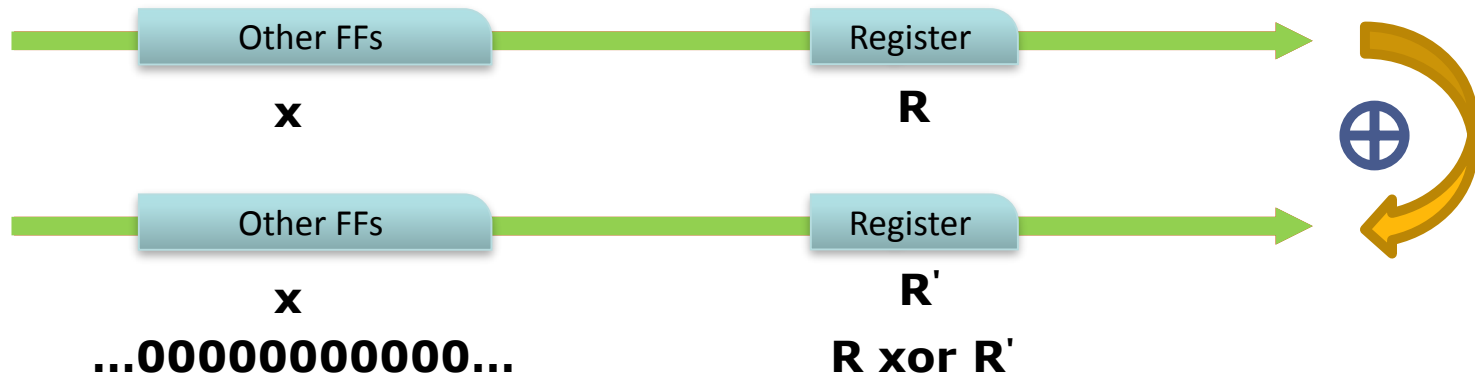 Other FFs Register
x R
Other FFs Register
x R'
...00000000000... R xor R'